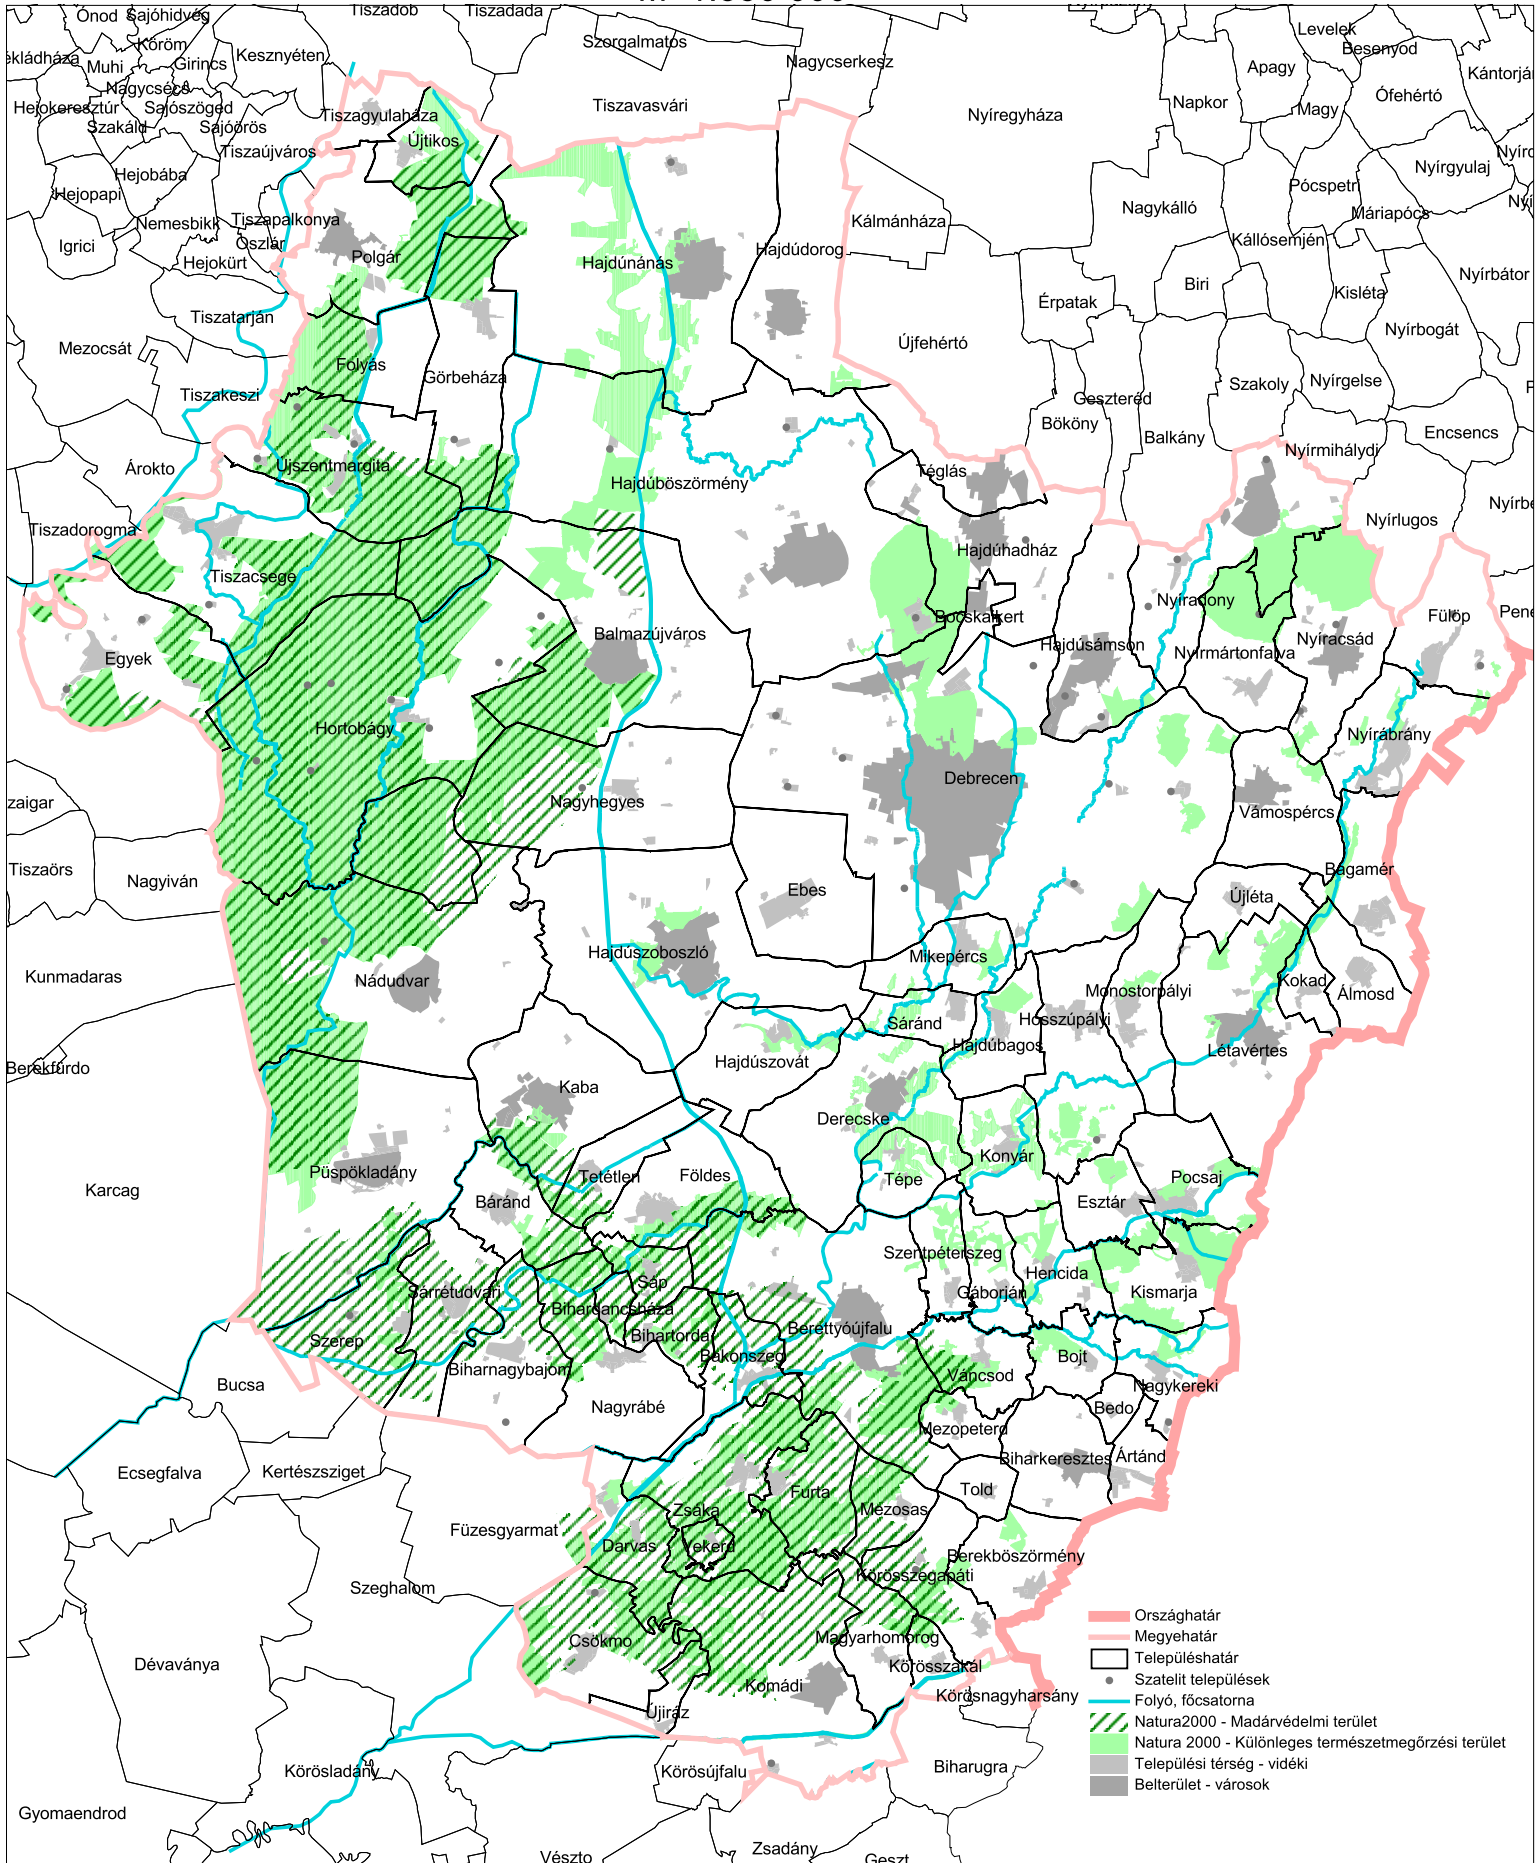 Ónod
Sajóhidvég
Tiszadob
Tiszadada
Köröm
Muhi
Girincs
Kesznyéten
Szorgalmatos
Nagycserkesz
Levelek
Besenyod
Apagy
Nagycsécs
Hejokeresztúr
Sajószöged
Szakáld
Sajóörös
Tiszagyulaháza
Tiszavasvári
Nyíregyháza
Napkor
Magy
Ófehértó
Tiszaújváros
Újtikos
Hejobába
Hejopapi
Nyírgyulaj
Pócspetri
Máriapócs
Nagykálló
Nemesbikk
Tiszapalkonya
Oszlár
Igrici
Hejokürt
Polgár
Hajdúnánás
Hajdúdorog
Kálmánháza
Kállósemjén
Nyírbátor
Biri
Kisléta
Érpatak
Tiszatarján
Mezocsát
Újfehértó
Nyírbogát
Folyás
Görbeháza
Tiszakeszi
Geszteréd
Szakoly
Nyírgelse
Bököny
Balkány
Encsencs
Nyírmihálydi
Árokto
Újszentmargita
Hajdúböszörmény
Téglás
Tiszadorogma
Nyírlugos
Hajdúhadház
Tiszacsege
Nyíradony
Bocskaikert
Balmazújváros
Hajdúsámson
Nyírmártonfalva
Nyíracsád
Fülöp
Egyek
Hortobágy
Nyírábrány
Debrecen
Nagyhegyes
Vámospércs
Tiszaörs
Nagyiván
Bagamér
Ebes
Újléta
Hajdúszoboszló
Mikepércs
Kunmadaras
Nádudvar
Monostorpályi
Kokad
Álmosd
Sáránd
Hosszúpályi
Hajdúbagos
Létavértes
Hajdúszovát
Berekfürdo
Kaba
Derecske
Konyár
Püspökladány
Tetétlen
Földes
Tépe
Pocsaj
Karcag
Báránd
Esztár
Szentpéterszeg
Hencida
Sáp
Sárrétudvari
Gáborján
Kismarja
Bihardancsháza
Szerep
Bihartorda
Berettyóújfalu
Bakonszeg
Bojt
Biharnagybajom
Váncsod
Nagykereki
Bucsa
Nagyrábé
Bedo
Mezopeterd
Ártánd
Biharkeresztes
Ecsegfalva
Kertészsziget
Furta
Told
Zsáka
Mezosas
Füzesgyarmat
Darvas
Vekerd
Berekböszörmény
Körösszegapáti
Szeghalom
Csökmo
Magyarhomorog
Dévaványa
Körösszakál
Komádi
Körösnagyharsány
Újiráz
Körösladány
Körösújfalu
Biharugra
Gyomaendrod
Zsadány
Vészto
Geszt
Országhatár
Megyehatár
Településhatár
Szatelit települések
Folyó, főcsatorna
Natura2000 - Madárvédelmi terület
Natura 2000 - Különleges természetmegőrzési terület
Települési térség - vidéki
Belterület - városok